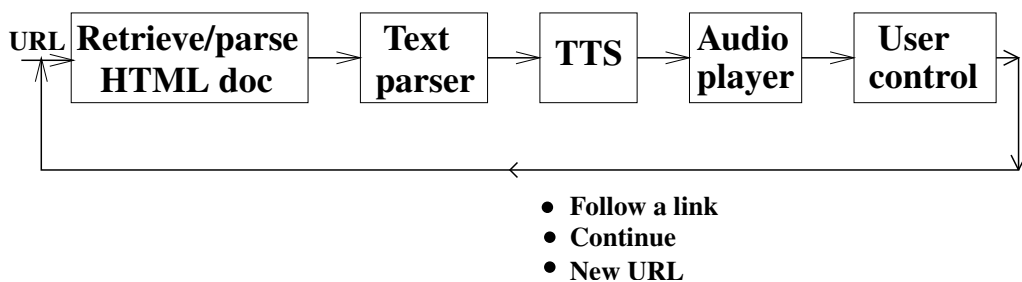 URL
Retrieve/parse
HTML doc
Text
parser
TTS
Audio
player
User
control
Follow a link
Continue
New URL